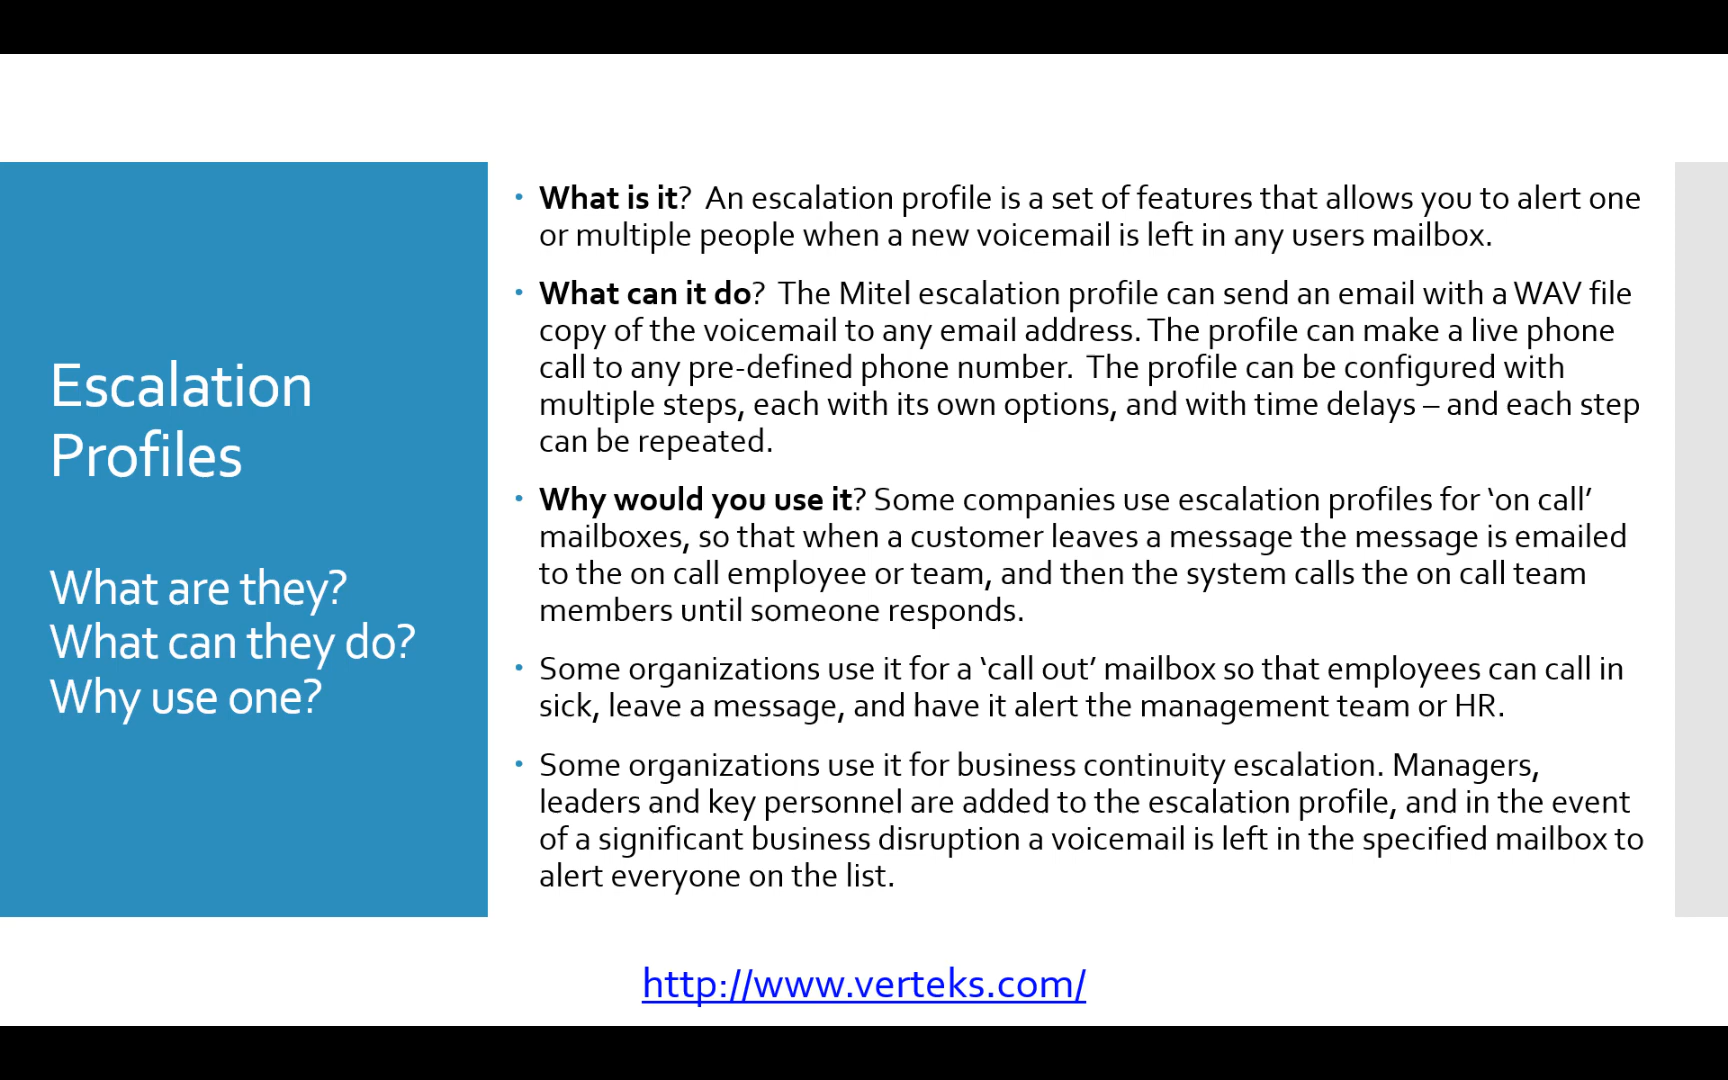 Escalation
Profiles
What are they?
What can they do?
Why use one?
• What is it?  An escalation profile is a set of features that allows you to alert one
or multiple people when a new voicemail is left in any users mailbox.
• What can it do?  The Mitel escalation profile can send an email with a WAV file
copy of the voicemail to any email address. The profile can make a live phone
call to any pre-defined phone number.  The profile can be configured with
multiple steps, each with its own options, and with time delays – and each step
can be repeated.
• Why would you use it? Some companies use escalation profiles for ‘on call’
mailboxes, so that when a customer leaves a message the message is emailed
to the on call employee or team, and then the system calls the on call team
members until someone responds.
• Some organizations use it for a ‘call out’ mailbox so that employees can call in
sick, leave a message, and have it alert the management team or HR.
• Some organizations use it for business continuity escalation. Managers,
leaders and key personnel are added to the escalation profile, and in the event
of a significant business disruption a voicemail is left in the specified mailbox to
alert everyone on the list.
http://www.verteks.com/